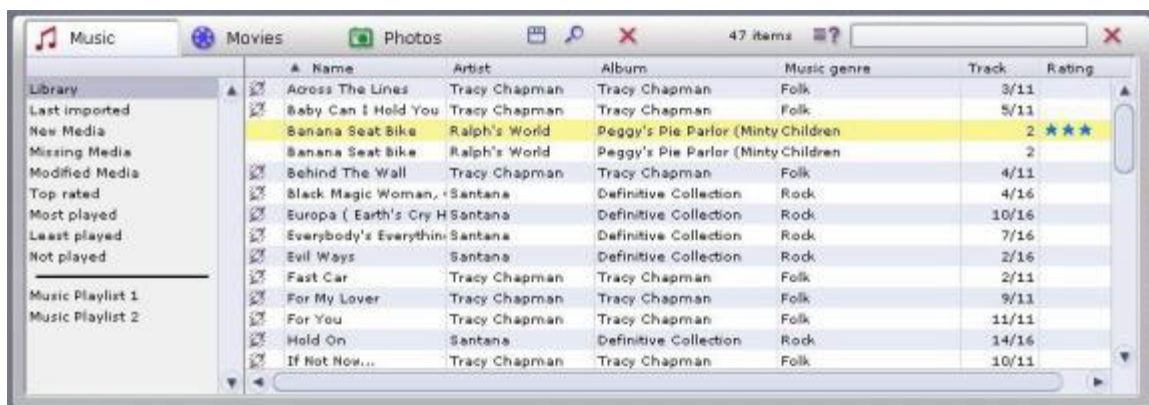 Music Movies Photos 47 items ?
Name Artist Album Music genre Track Rating
Library
Last imported
New Media
Missing Media
Modified Media
Top rated
Most played
Least played
Not played
Music Playlist 1
Music Playlist 2
Across The Lines Tracy Chapman Tracy Chapman Folk 3/11
Baby Can I Hold You Tracy Chapman Tracy Chapman Folk 5/11
Banana Seat Bike Ralph's World Peggy's Pie Parlor (Minty Children 2 ★★★
Banana Seat Bike Ralph's World Peggy's Pie Parlor (Minty Children 2
Behind The Wall Tracy Chapman Tracy Chapman Folk 4/11
Black Magic Woman, Santana Definitive Collection Rock 4/16
Europa ( Earth's Cry H Santana Definitive Collection Rock 10/16
Everybody's Everythin Santana Definitive Collection Rock 7/16
Evil Ways Santana Definitive Collection Rock 2/16
Fast Car Tracy Chapman Tracy Chapman Folk 2/11
For My Lover Tracy Chapman Tracy Chapman Folk 9/11
For You Tracy Chapman Tracy Chapman Folk 11/11
Hold On Santana Definitive Collection Rock 14/16
If Not Now... Tracy Chapman Tracy Chapman Folk 10/11